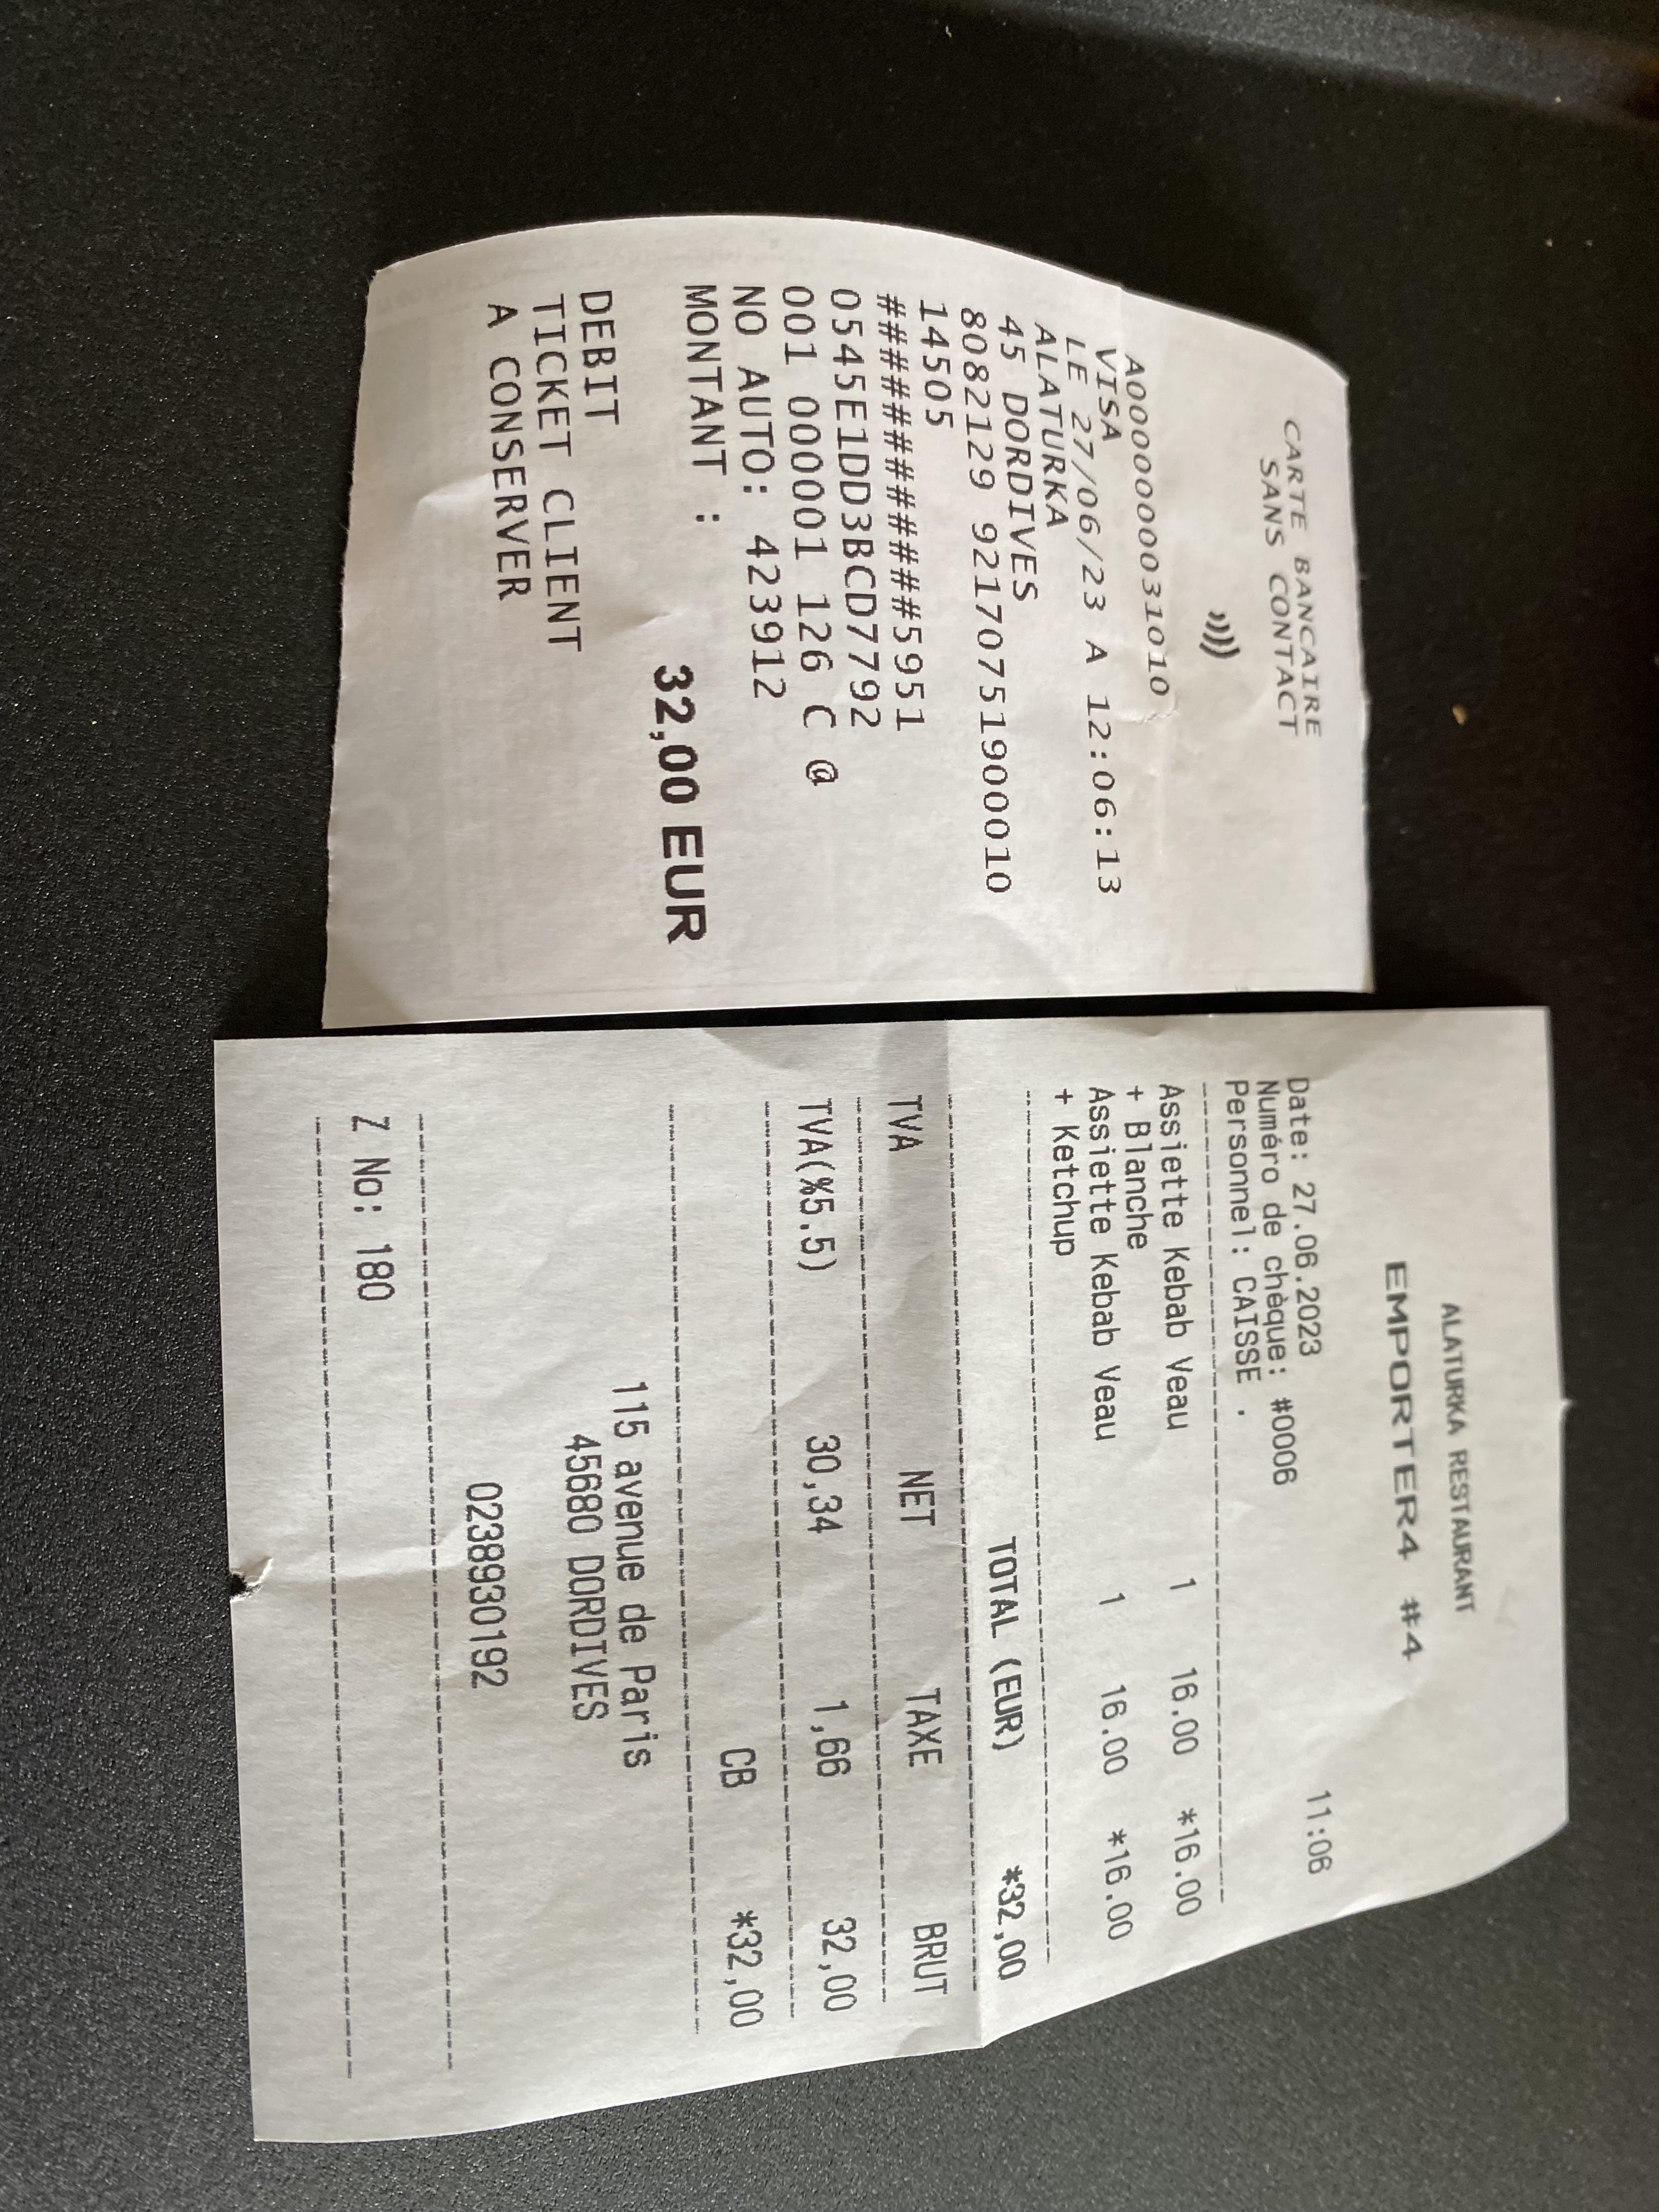 CARTE BANCAIRE
SANS CONTACT
A0000000031010
VISA
LE 27/06/23 A 12:06:13
ALATURKA
45 DORDIVES
8082129 92170751900010
14505
############5951
0545E1DD3BCD7792
001 000001 126 C @
NO AUTO: 423912
MONTANT :
32,00 EUR
DEBIT
TICKET CLIENT
A CONSERVER
ALATURKA RESTAURANT
EMPORTER4 #4
11:06
Date: 27.06.2023
Numéro de chèque: #0006
Personnel: CAISSE .
Assiette Kebab Veau 1 16.00 *16.00
+ Blanche
Assiette Kebab Veau 1 16.00 *16.00
+ Ketchup
TOTAL (EUR) *32,00
TVA NET TAXE BRUT
TVA(%5.5) 30,34 1,66 32,00
CB *32,00
115 avenue de Paris
45680 DORDIVES
0238930192
Z No: 180